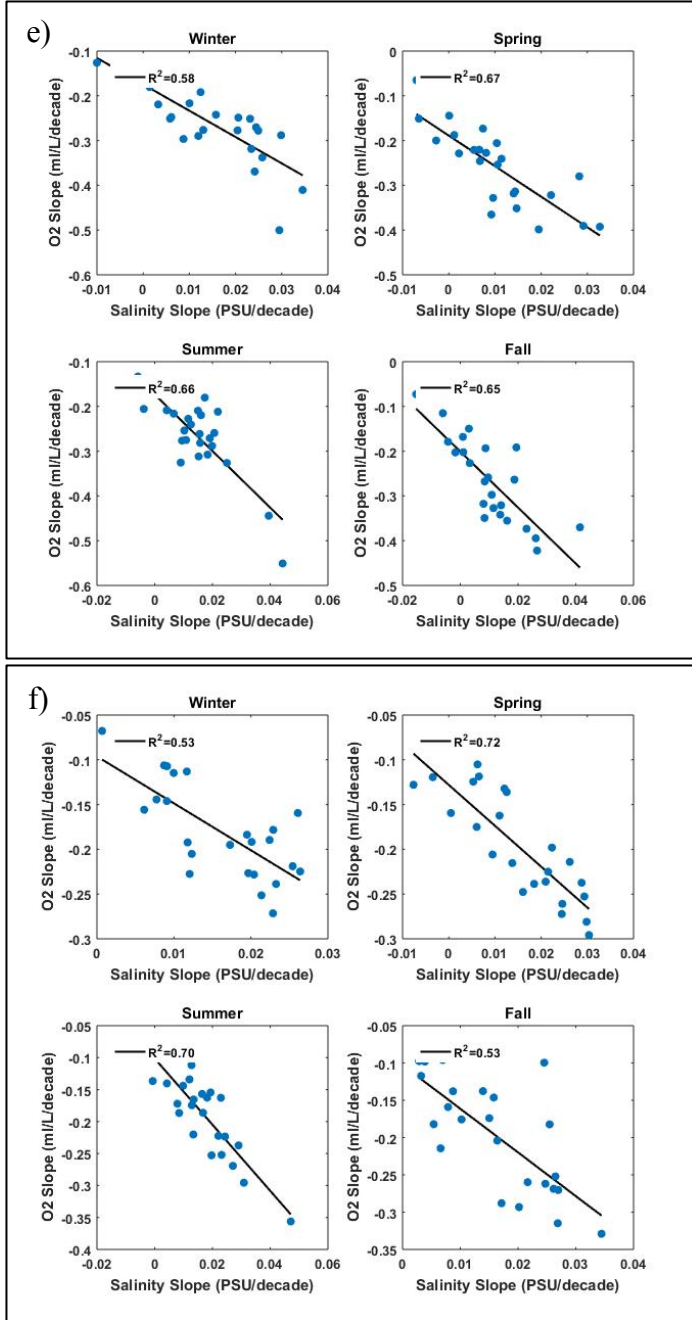 e)
Winter
R²=0.58
-0.1
-0.2
-0.3
-0.4
-0.5
-0.6
O2 Slope (ml/L/decade)
-0.01 0 0.01 0.02 0.03 0.04
Salinity Slope (PSU/decade)
Spring
R²=0.67
0
-0.1
-0.2
-0.3
-0.4
-0.5
O2 Slope (ml/L/decade)
-0.01 0 0.01 0.02 0.03 0.04
Salinity Slope (PSU/decade)
Summer
R²=0.66
-0.1
-0.2
-0.3
-0.4
-0.5
-0.6
O2 Slope (ml/L/decade)
-0.02 0 0.02 0.04 0.06
Salinity Slope (PSU/decade)
Fall
R²=0.65
0
-0.1
-0.2
-0.3
-0.4
-0.5
O2 Slope (ml/L/decade)
-0.02 0 0.02 0.04 0.06
Salinity Slope (PSU/decade)
f)
Winter
R²=0.53
-0.05
-0.1
-0.15
-0.2
-0.25
-0.3
O2 Slope (ml/L/decade)
0 0.01 0.02 0.03
Salinity Slope (PSU/decade)
Spring
R²=0.72
-0.05
-0.1
-0.15
-0.2
-0.25
-0.3
O2 Slope (ml/L/decade)
-0.01 0 0.01 0.02 0.03 0.04
Salinity Slope (PSU/decade)
Summer
R²=0.70
-0.05
-0.1
-0.15
-0.2
-0.25
-0.3
-0.35
-0.4
O2 Slope (ml/L/decade)
-0.02 0 0.02 0.04 0.06
Salinity Slope (PSU/decade)
Fall
R²=0.53
-0.05
-0.1
-0.15
-0.2
-0.25
-0.3
-0.35
O2 Slope (ml/L/decade)
0 0.01 0.02 0.03 0.04
Salinity Slope (PSU/decade)